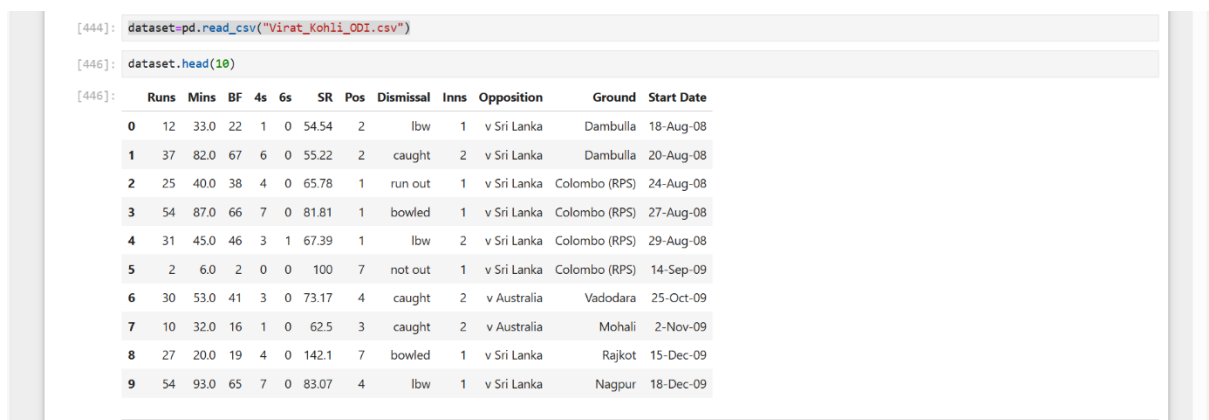 [444]: dataset=pd.read_csv("Virat_Kohli_ODI.csv")
[446]: dataset.head(10)
[446]: Runs Mins BF 4s 6s SR Pos Dismissal Inns Opposition Ground Start Date
0 12 33.0 22 1 0 54.54 2 lbw 1 v Sri Lanka Dambulla 18-Aug-08
1 37 82.0 67 6 0 55.22 2 caught 2 v Sri Lanka Dambulla 20-Aug-08
2 25 40.0 38 4 0 65.78 1 run out 1 v Sri Lanka Colombo (RPS) 24-Aug-08
3 54 87.0 66 7 0 81.81 1 bowled 1 v Sri Lanka Colombo (RPS) 27-Aug-08
4 31 45.0 46 3 1 67.39 1 lbw 2 v Sri Lanka Colombo (RPS) 29-Aug-08
5 2 6.0 2 0 0 100 7 not out 1 v Sri Lanka Colombo (RPS) 14-Sep-09
6 30 53.0 41 3 0 73.17 4 caught 2 v Australia Vadodara 25-Oct-09
7 10 32.0 16 1 0 62.5 3 caught 2 v Australia Mohali 2-Nov-09
8 27 20.0 19 4 0 142.1 7 bowled 1 v Sri Lanka Rajkot 15-Dec-09
9 54 93.0 65 7 0 83.07 4 lbw 1 v Sri Lanka Nagpur 18-Dec-09